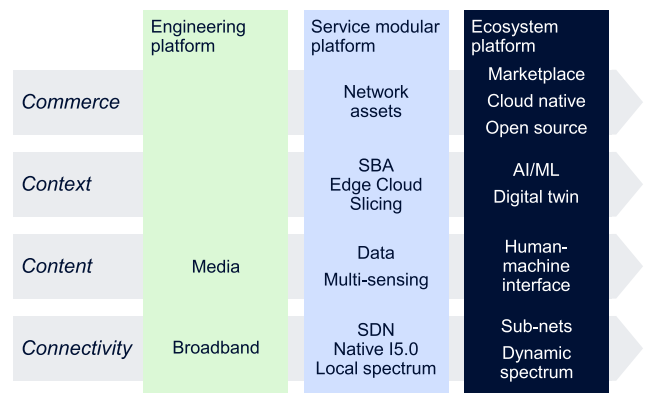 Engineering
platform
Service modular
platform
Ecosystem
platform
Commerce
Network
assets
Marketplace
Cloud native
Open source
Context
SBA
Edge Cloud
Slicing
AI/ML
Digital twin
Content
Media
Data
Multi-sensing
Human-
machine
interface
Connectivity
Broadband
SDN
Native I5.0
Local spectrum
Sub-nets
Dynamic
spectrum